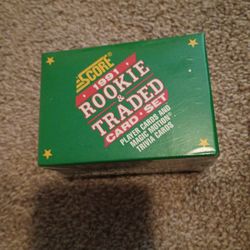 SCORE
1991
ROOKIE
&
TRADED
CARD • SET
PLAYER CARDS AND
MAGIC MOTION®
TRIVIA CARDS